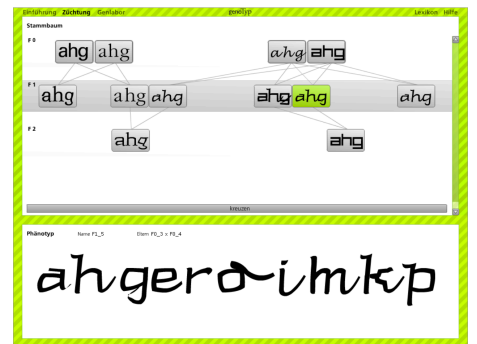 Einführung Züchtung Genlabor genotyp Lexikon Hilfe
Stammbaum
F 0
ahg ahg ahg ahg
F 1
ahg ahg ahg ahg ahg ahg
F 2
ahg ahg
kreuzen
Phänotyp Name F1_5 Eltern F0_3 x F0_4
ahgeroimkp